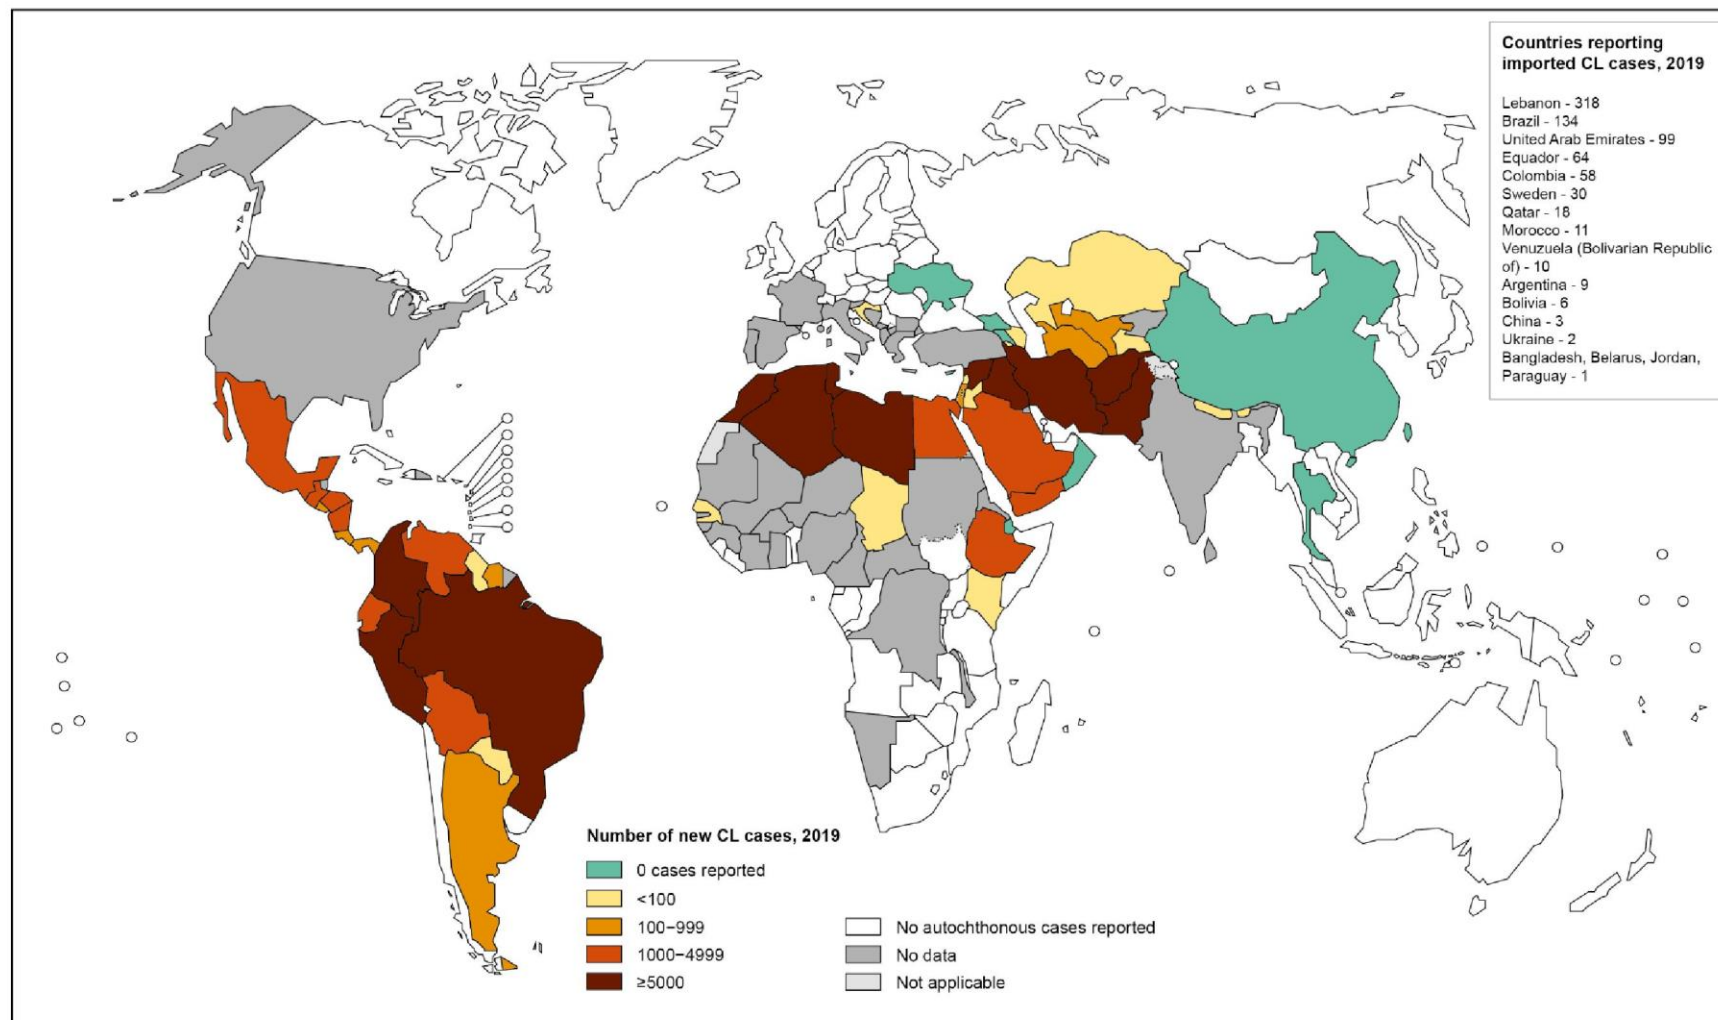 Countries reporting
imported CL cases, 2019
Lebanon - 318
Brazil - 134
United Arab Emirates - 99
Equador - 64
Colombia - 58
Sweden - 30
Qatar - 18
Morocco - 11
Venuzuela (Bolivarian Republic
of) - 10
Argentina - 9
Bolivia - 6
China - 3
Ukraine - 2
Bangladesh, Belarus, Jordan,
Paraguay - 1
Number of new CL cases, 2019
0 cases reported
<100
100−999
1000−4999
≥5000
No autochthonous cases reported
No data
Not applicable